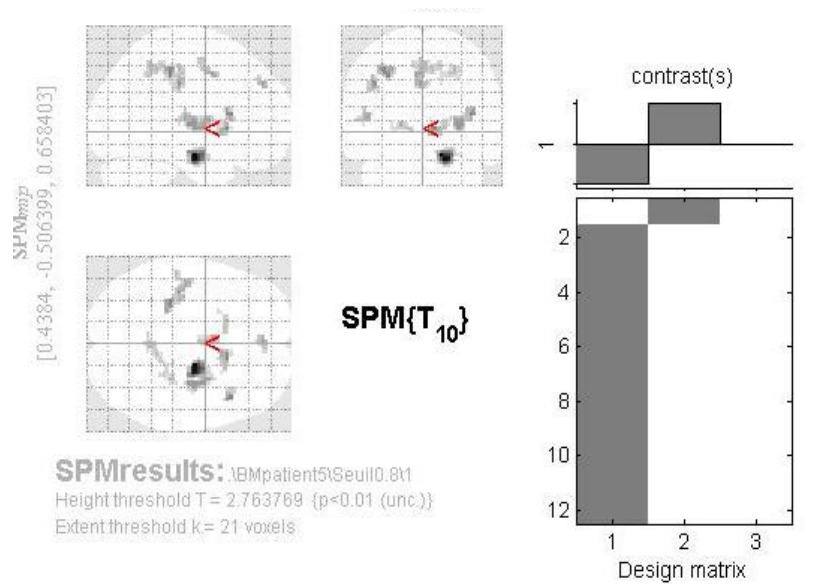 SPMmip
[0.4384, -0.506399, 0.658403]
<
<
<
SPM{T10}
SPMresults: .\BMpatient5\Seuil0.8\1
Height threshold T = 2.763769 {p<0.01 (unc.)}
Extent threshold k = 21 voxels
contrast(s)
1
2
4
6
8
10
12
1 2 3
Design matrix